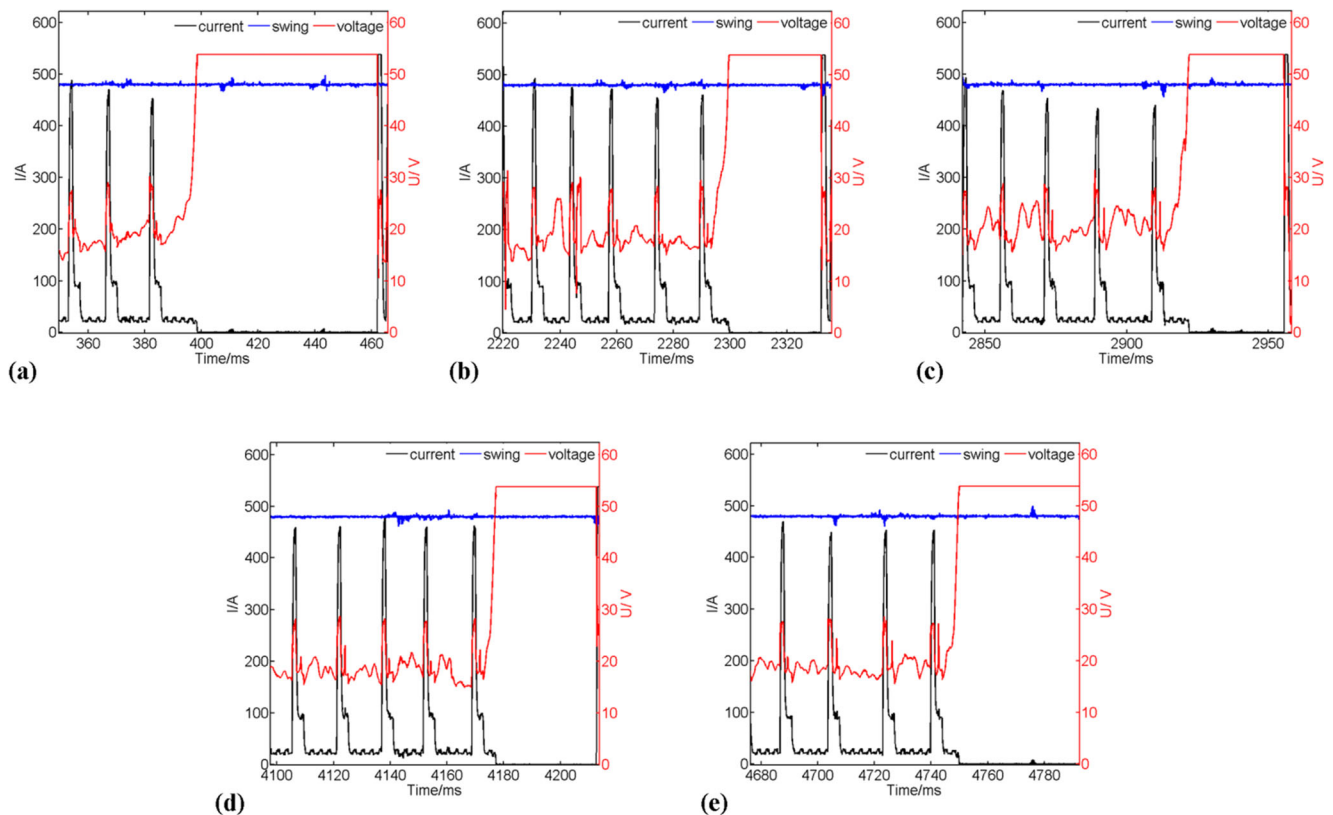 600 current swing voltage 60
500 50
400 40
I/A 300 30 U/ V
200 20
100 10
0 0
360 380 400 420 440 460
Time/ms
(a)
600 current swing voltage 60
500 50
400 40
I/A 300 30 U/ V
200 20
100 10
0 0
2220 2240 2260 2280 2300 2320
Time/ms
(b)
600 current swing voltage 60
500 50
400 40
I/A 300 30 U/ V
200 20
100 10
0 0
2850 2900 2950
Time/ms
(c)
600 current swing voltage 60
500 50
400 40
I/A 300 30 U/ V
200 20
100 10
0 0
4100 4120 4140 4160 4180 4200
Time/ms
(d)
600 current swing voltage 60
500 50
400 40
I/A 300 30 U/ V
200 20
100 10
0 0
4680 4700 4720 4740 4760 4780
Time/ms
(e)